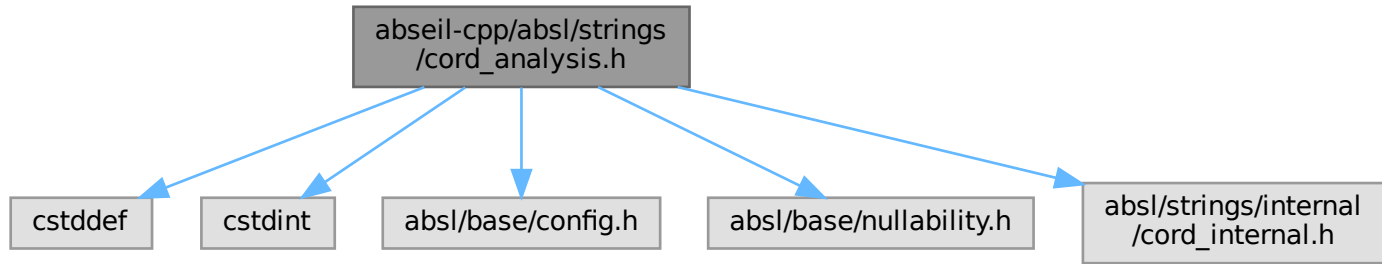 abseil-cpp/absl/strings
/cord_analysis.h
cstddef
cstdint
absl/base/config.h
absl/base/nullability.h
absl/strings/internal
/cord_internal.h